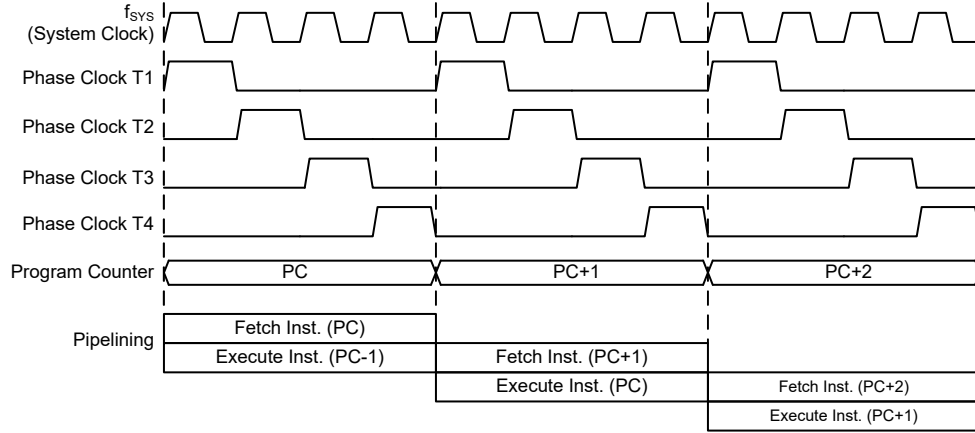 fSYS
(System Clock)
Phase Clock T1
Phase Clock T2
Phase Clock T3
Phase Clock T4
Program Counter PC PC+1 PC+2
Pipelining
Fetch Inst. (PC)
Execute Inst. (PC-1) Fetch Inst. (PC+1)
Execute Inst. (PC) Fetch Inst. (PC+2)
Execute Inst. (PC+1)